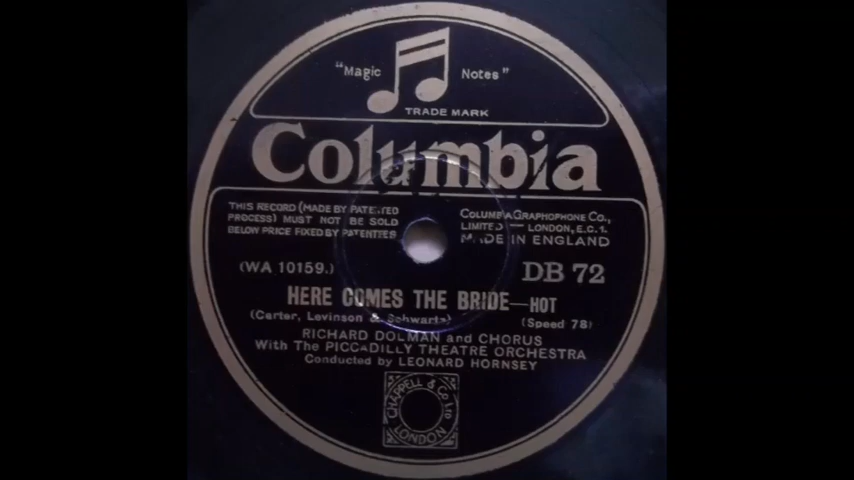 "Magic Notes"
TRADE MARK
Columbia
THIS RECORD (MADE BY PATENTED
PROCESS) MUST NOT BE SOLD
BELOW PRICE FIXED BY PATENTEES
COLUMBIA GRAPHOPHONE CO.,
LIMITED — LONDON, E.C.1.
MADE IN ENGLAND
(WA 10159.)
DB 72
HERE COMES THE BRIDE—HOT
(Carter, Levinson & Schwartz)
(Speed 78)
RICHARD DOLMAN and CHORUS
With The PICCADILLY THEATRE ORCHESTRA
Conducted by LEONARD HORNSEY
CHAPPELL & Co Ltd
LONDON